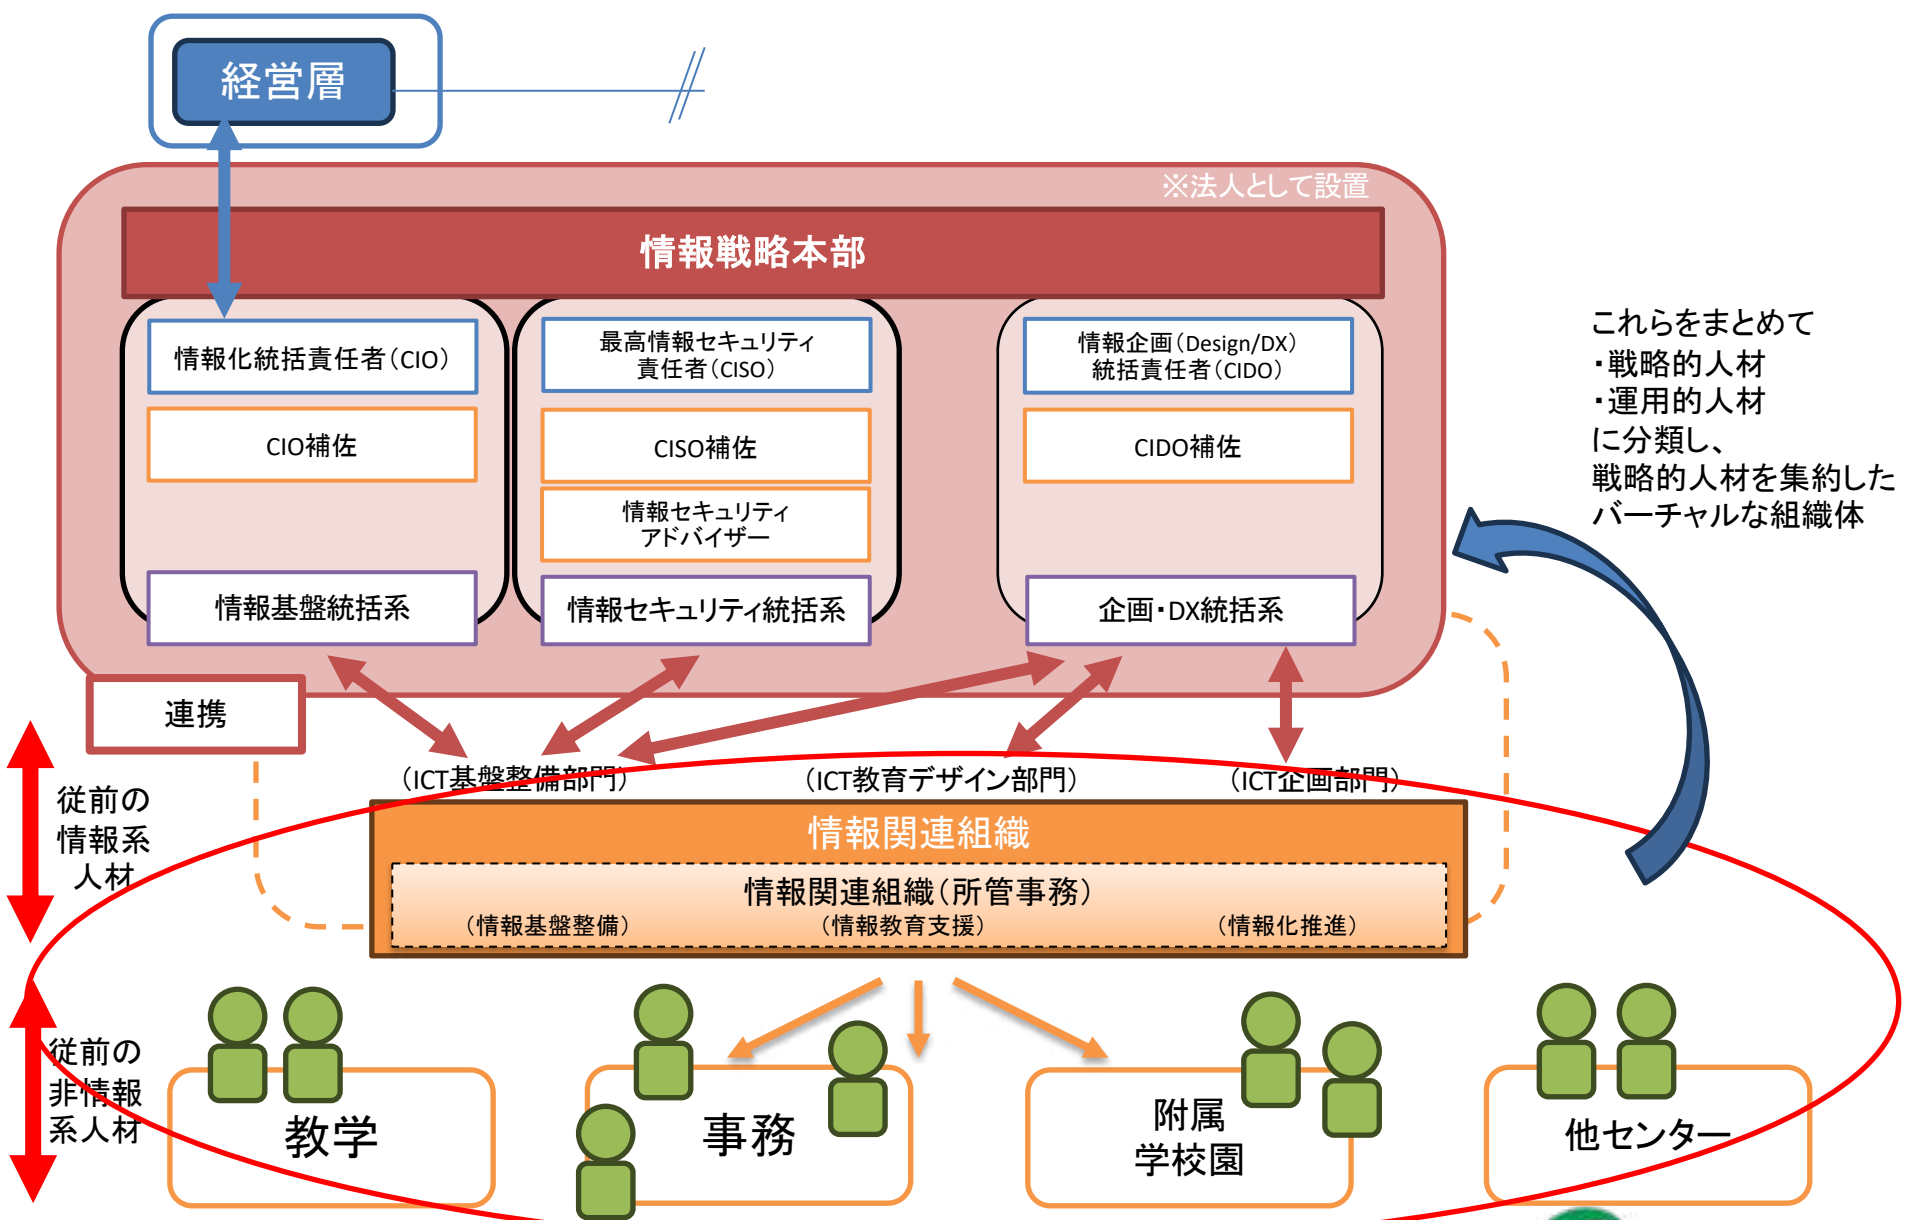 経営層
※法人として設置
情報戦略本部
情報化統括責任者（CIO）
CIO補佐
情報基盤統括系
最高情報セキュリティ
責任者（CISO）
CISO補佐
情報セキュリティ
アドバイザー
情報セキュリティ統括系
情報企画（Design/DX）
統括責任者（CIDO）
CIDO補佐
企画・DX統括系
これらをまとめて
・戦略的人材
・運用的人材
に分類し、
戦略的人材を集約した
バーチャルな組織体
連携
従前の
情報系
人材
（ICT基盤整備部門）
（ICT教育デザイン部門）
（ICT企画部門）
情報関連組織
情報関連組織（所管事務）
（情報基盤整備）
（情報教育支援）
（情報化推進）
従前の
非情報
系人材
教学
事務
附属
学校園
他センター